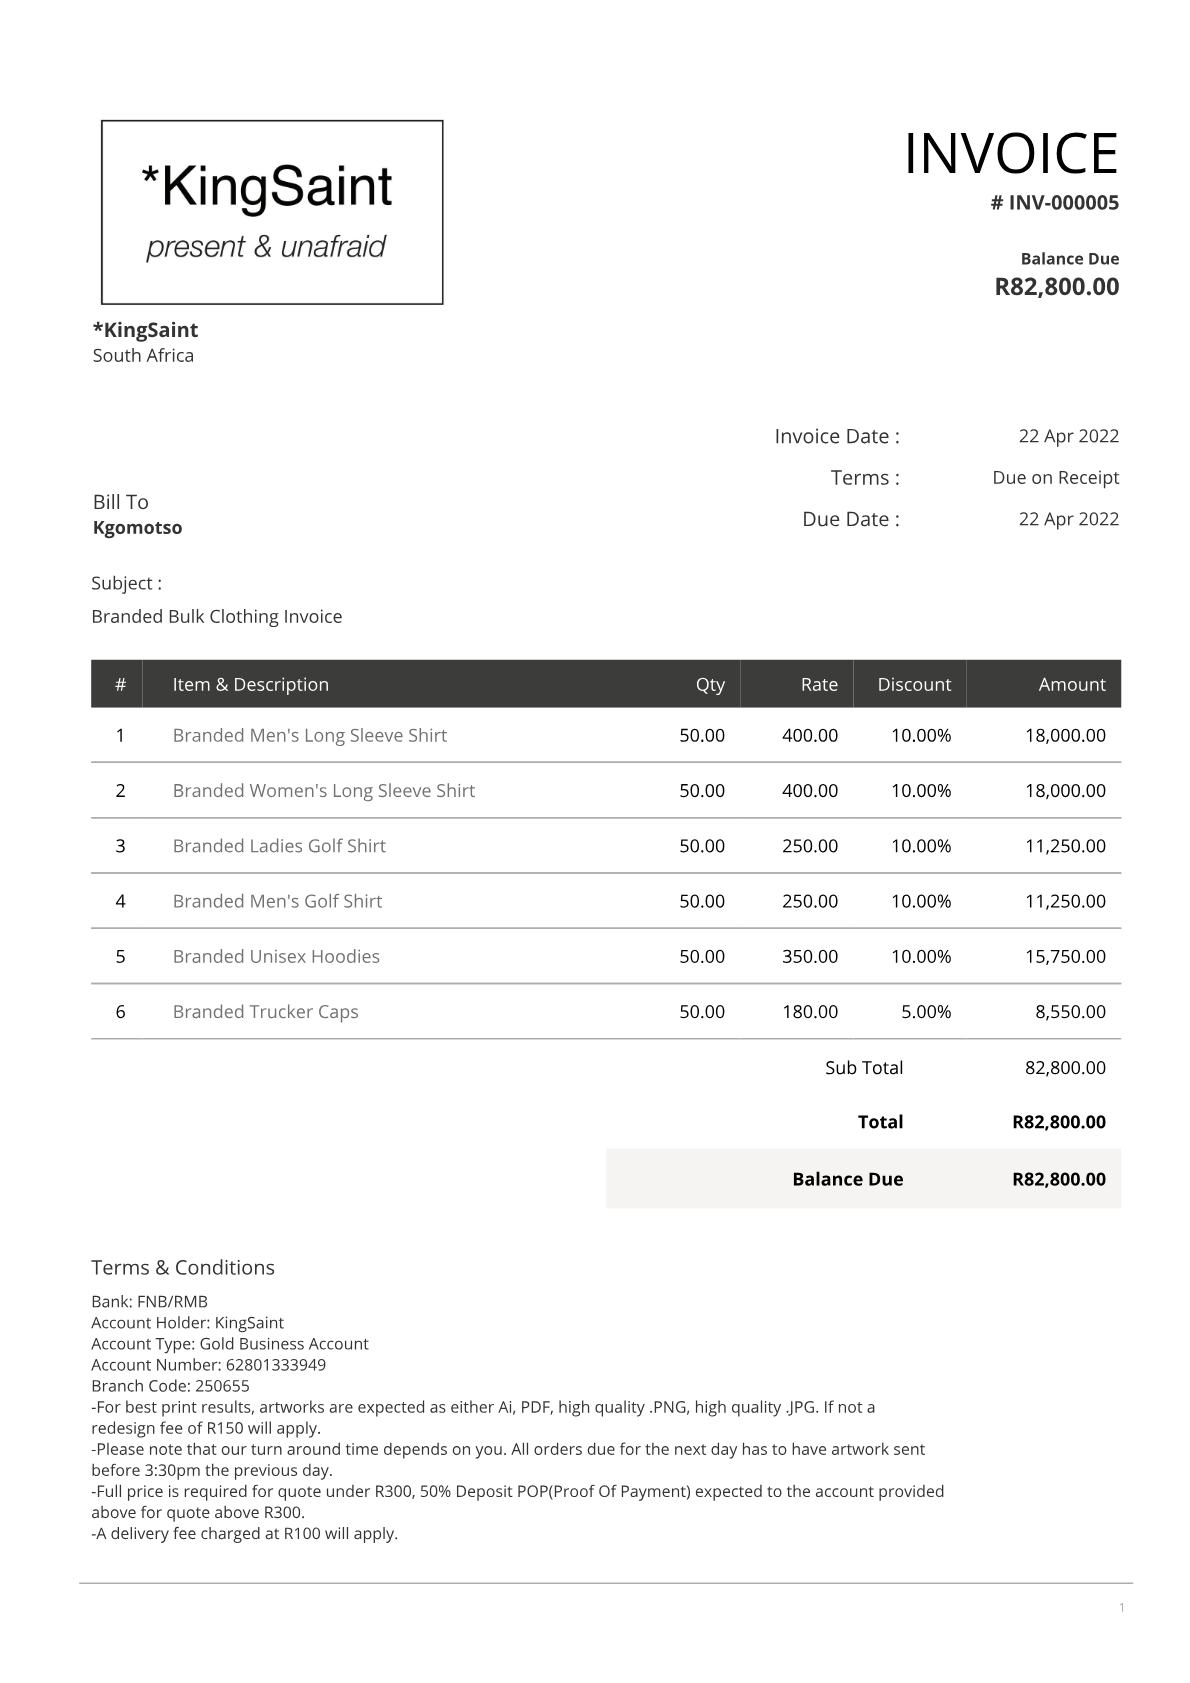 *KingSaint
present & unafraid
INVOICE
# INV-000005
Balance Due
R82,800.00
*KingSaint
South Africa
Invoice Date : 22 Apr 2022
Terms : Due on Receipt
Due Date : 22 Apr 2022
Bill To
Kgomotso
Subject :
Branded Bulk Clothing Invoice
# Item & Description Qty Rate Discount Amount
1 Branded Men's Long Sleeve Shirt 50.00 400.00 10.00% 18,000.00
2 Branded Women's Long Sleeve Shirt 50.00 400.00 10.00% 18,000.00
3 Branded Ladies Golf Shirt 50.00 250.00 10.00% 11,250.00
4 Branded Men's Golf Shirt 50.00 250.00 10.00% 11,250.00
5 Branded Unisex Hoodies 50.00 350.00 10.00% 15,750.00
6 Branded Trucker Caps 50.00 180.00 5.00% 8,550.00
Sub Total 82,800.00
Total R82,800.00
Balance Due R82,800.00
Terms & Conditions
Bank: FNB/RMB
Account Holder: KingSaint
Account Type: Gold Business Account
Account Number: 62801333949
Branch Code: 250655
-For best print results, artworks are expected as either Ai, PDF, high quality .PNG, high quality .JPG. If not a
redesign fee of R150 will apply.
-Please note that our turn around time depends on you. All orders due for the next day has to have artwork sent
before 3:30pm the previous day.
-Full price is required for quote under R300, 50% Deposit POP(Proof Of Payment) expected to the account provided
above for quote above R300.
-A delivery fee charged at R100 will apply.
1